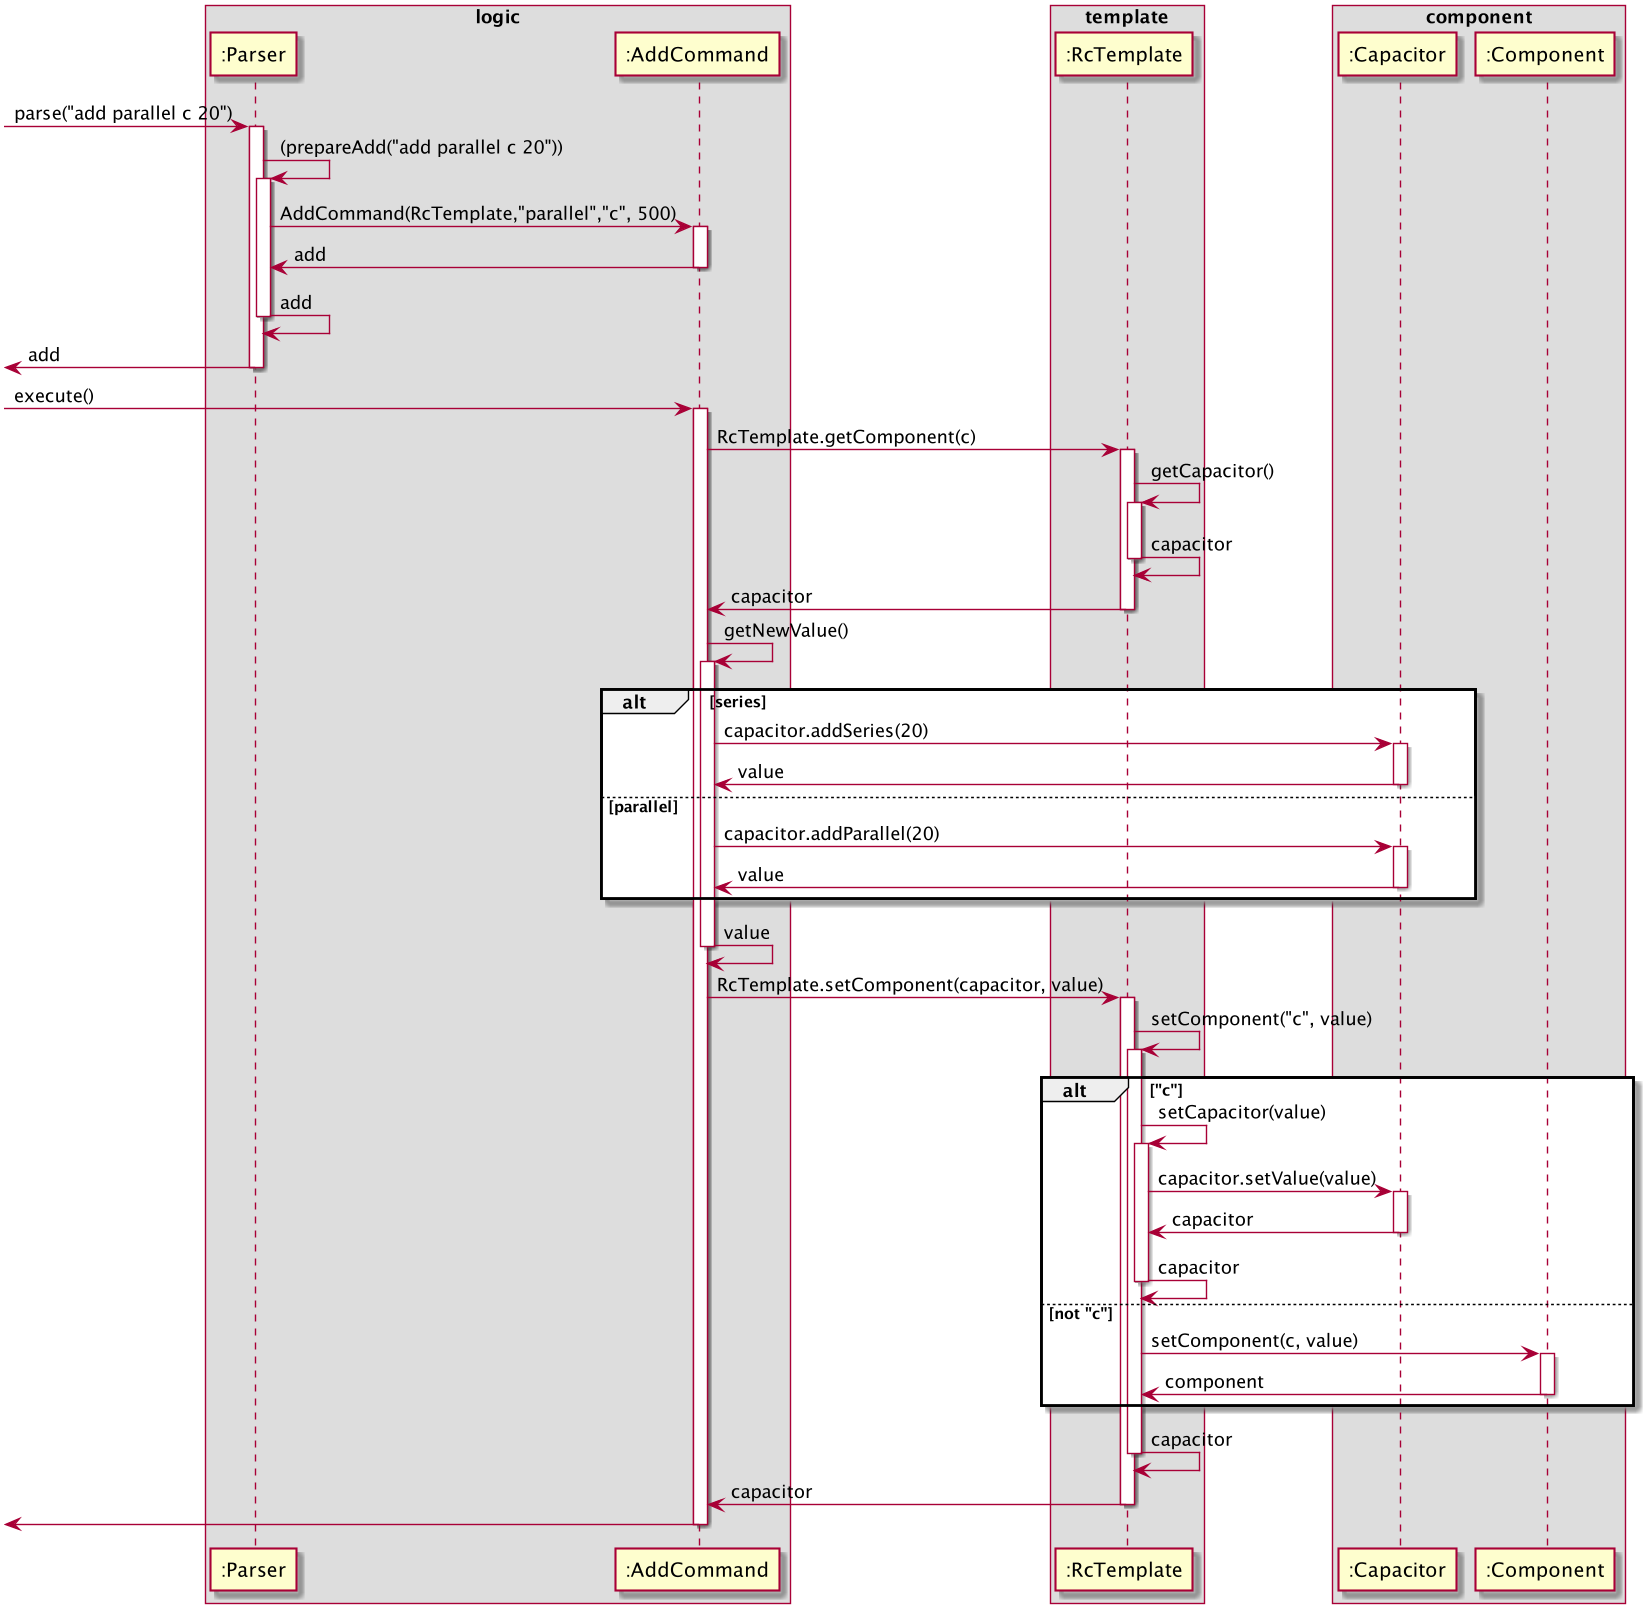 logic
template
component
:Parser
:AddCommand
:RcTemplate
:Capacitor
:Component
parse("add parallel c 20")
(prepareAdd("add parallel c 20"))
AddCommand(RcTemplate,"parallel","c", 500)
add
add
add
execute()
RcTemplate.getComponent(c)
getCapacitor()
capacitor
capacitor
getNewValue()
alt
[series]
capacitor.addSeries(20)
value
[parallel]
capacitor.addParallel(20)
value
value
RcTemplate.setComponent(capacitor, value)
setComponent("c", value)
alt
["c"]
setCapacitor(value)
capacitor.setValue(value)
capacitor
capacitor
[not "c"]
setComponent(c, value)
component
capacitor
capacitor
:Parser
:AddCommand
:RcTemplate
:Capacitor
:Component